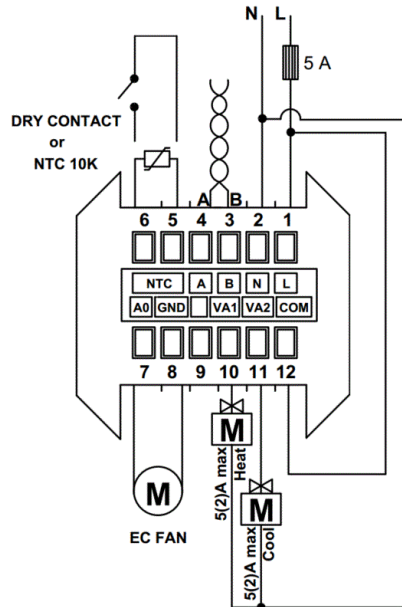 N L
5 A
DRY CONTACT
or
NTC 10K
A B
6 5 4 3 2 1
NTC A B N L
A0 GND VA1 VA2 COM
7 8 9 10 11 12
M
Heat
5(2)A max
M
EC FAN
M
Cool
5(2)A max